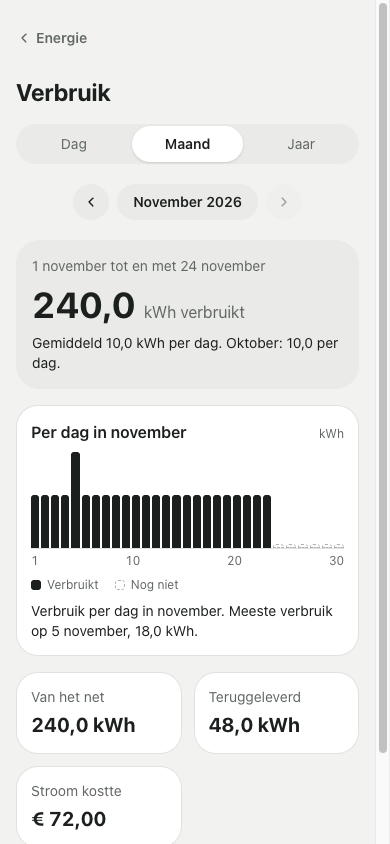 Energie
Verbruik
Dag Maand Jaar
November 2026
1 november tot en met 24 november
240,0 kWh verbruikt
Gemiddeld 10,0 kWh per dag. Oktober: 10,0 per
dag.
Per dag in november kWh
1 10 20 30
Verbruikt Nog niet
Verbruik per dag in november. Meeste verbruik
op 5 november, 18,0 kWh.
Van het net Teruggeleverd
240,0 kWh 48,0 kWh
Stroom kostte
€ 72,00